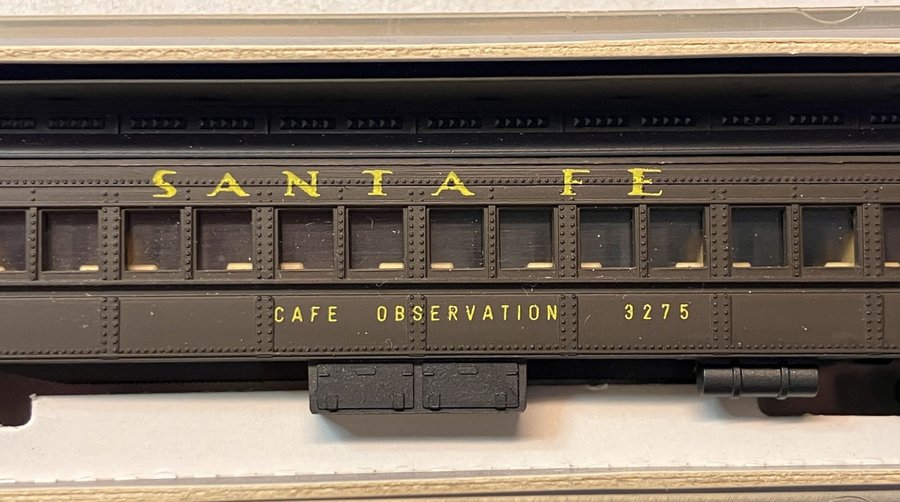 SANTA FE
CAFE OBSERVATION 3275